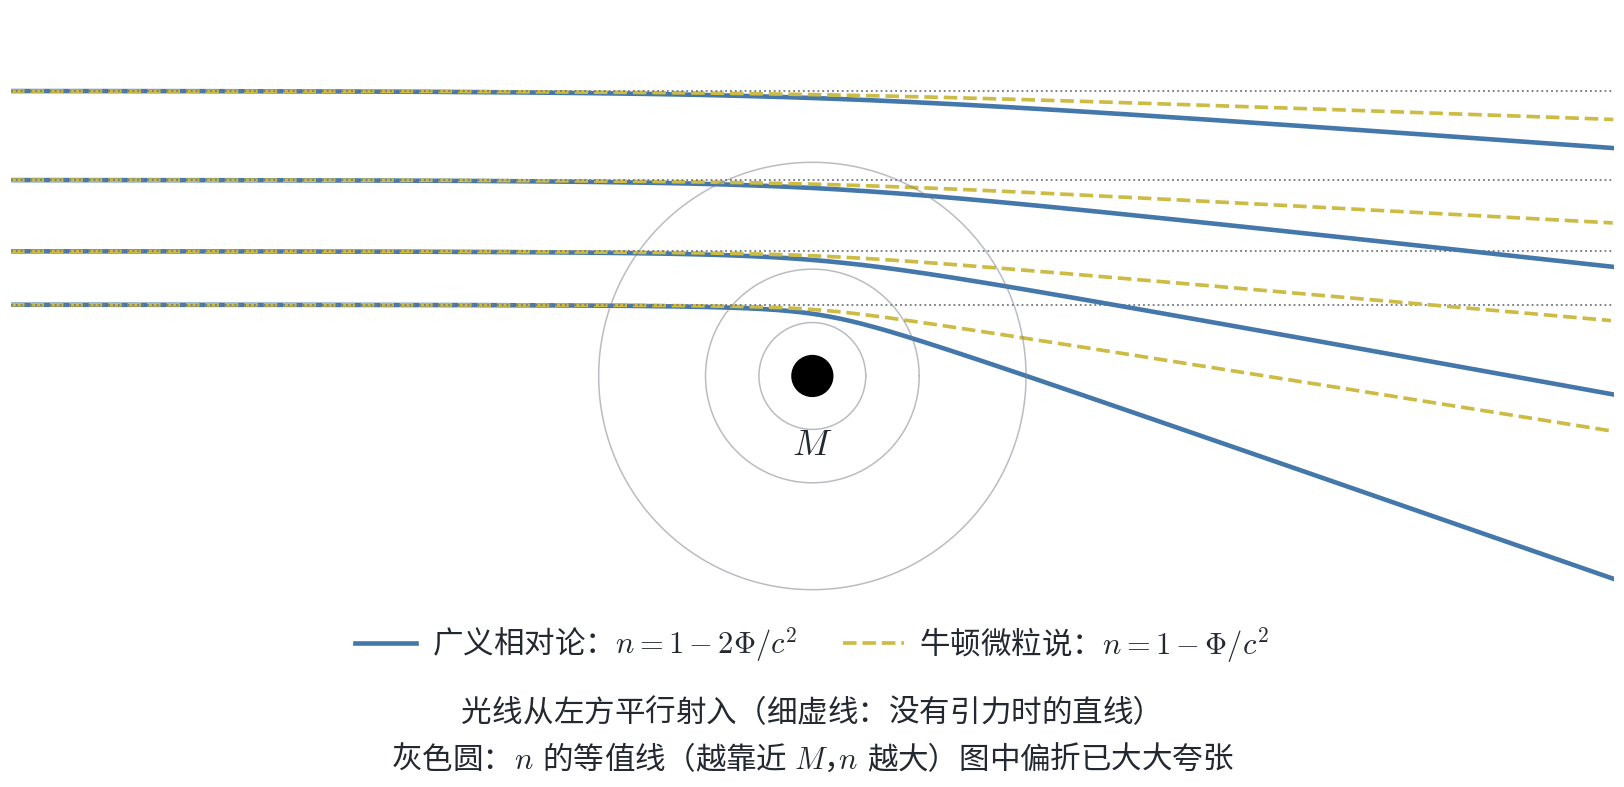 M
广义相对论：n = 1 − 2Φ/c² 牛顿微粒说：n = 1 − Φ/c²
光线从左方平行射入（细虚线：没有引力时的直线）
灰色圆：n 的等值线（越靠近 M，n 越大）图中偏折已大大夸张